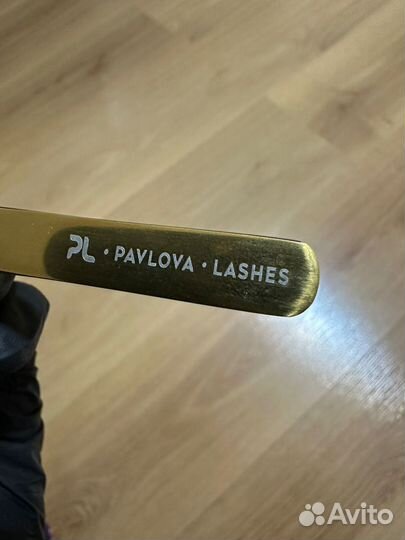 PL · PAVLOVA · LASHES
Avito